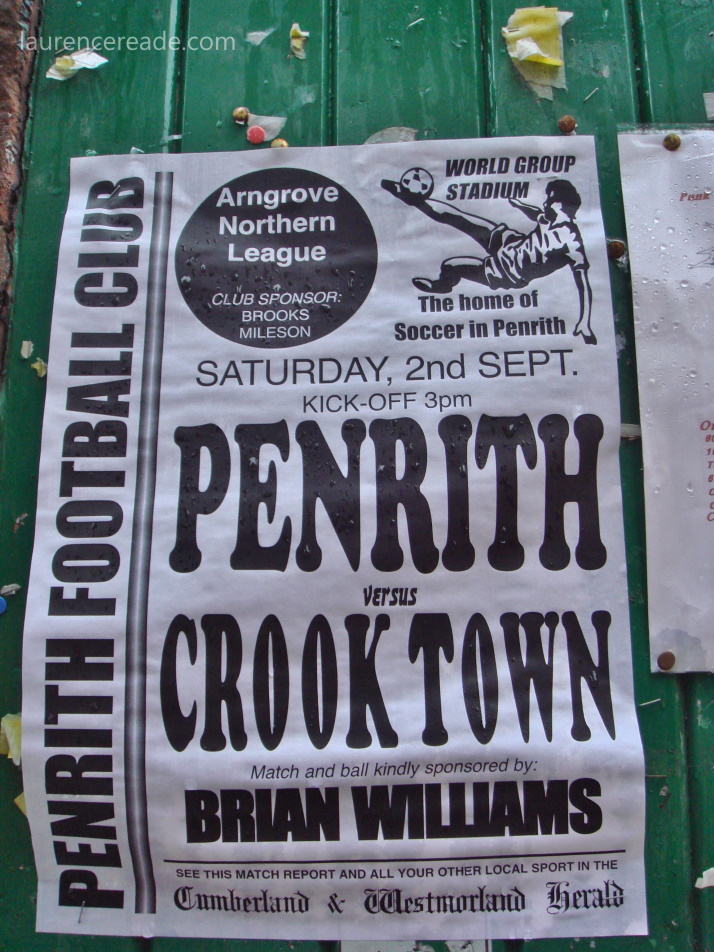 laurencereade.com
PENRITH FOOTBALL CLUB
Arngrove
Northern
League
CLUB SPONSOR:
BROOKS
MILESON
WORLD GROUP
STADIUM
The home of
Soccer in Penrith
SATURDAY, 2nd SEPT.
KICK-OFF 3pm
PENRITH
versus
CROOK TOWN
Match and ball kindly sponsored by:
BRIAN WILLIAMS
SEE THIS MATCH REPORT AND ALL YOUR OTHER LOCAL SPORT IN THE
Cumberland & Westmorland Herald